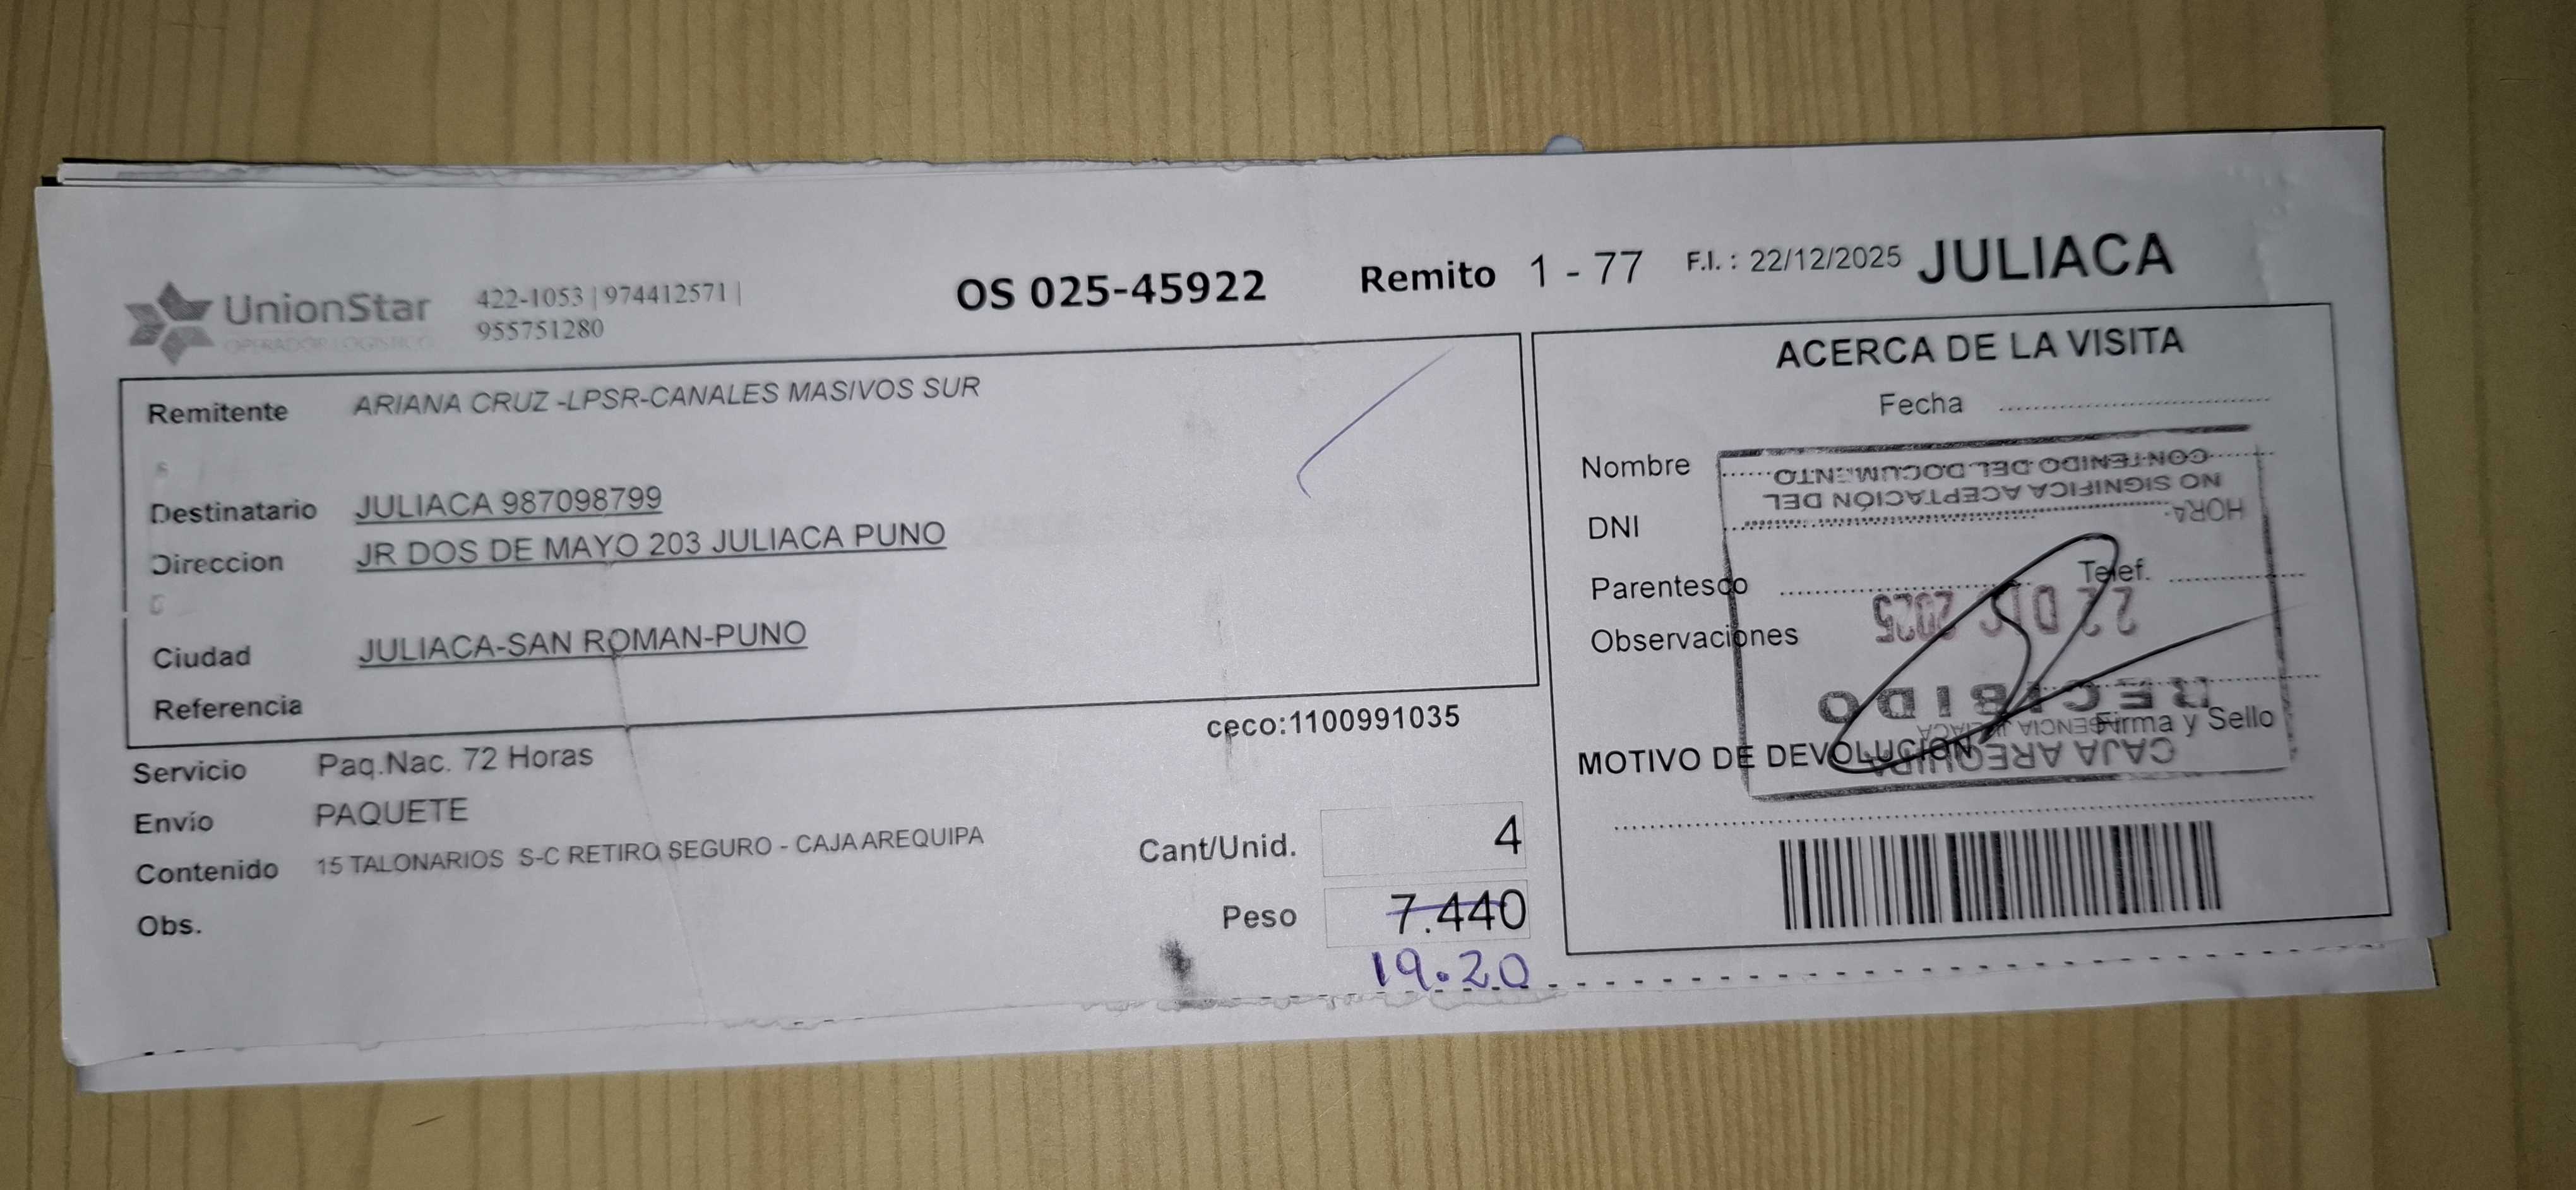 UnionStar
OPERADOR LOGISTICO
422-1053 | 974412571 |
955751280
OS 025-45922
Remito 1 - 77
F.I. : 22/12/2025
JULIACA
Remitente ARIANA CRUZ -LPSR-CANALES MASIVOS SUR
Destinatario JULIACA 987098799
Direccion JR DOS DE MAYO 203 JULIACA PUNO
Ciudad JULIACA-SAN ROMAN-PUNO
Referencia
ceco:1100991035
Servicio Paq.Nac. 72 Horas
Envío PAQUETE
Contenido 15 TALONARIOS S-C RETIRO SEGURO - CAJA AREQUIPA
Obs.
Cant/Unid. 4
Peso 7.440
19.20
ACERCA DE LA VISITA
Fecha
Nombre
DNI
Parentesco
Telef.
Observaciones
Firma y Sello
MOTIVO DE DEVOLUCION
CAJA AREQUIPA
AGENCIA JULIACA
RECIBIDO
22 DIC 2025
HORA:
NO SIGNIFICA ACEPTACIÓN DEL
CONTENIDO DEL DOCUMENTO